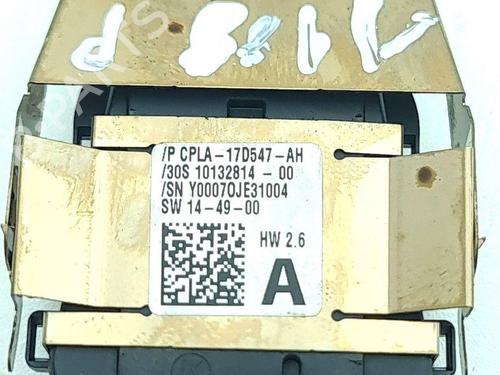 /P CPLA-17D547-AH
/30S 10132814 - 00
/SN Y0007OJE31004
SW 14-49-00
HW 2.6
A